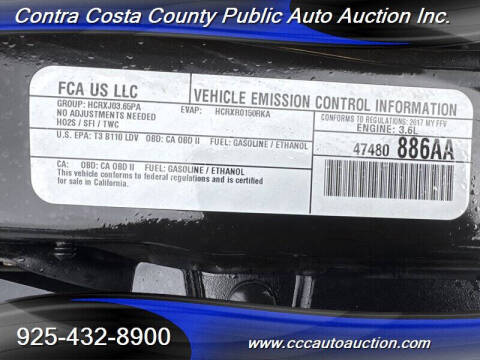 Contra Costa County Public Auto Auction Inc.
FCA US LLC
VEHICLE EMISSION CONTROL INFORMATION
GROUP: HCRXJ03.65PA
EVAP: HCRXR0150RKA
NO ADJUSTMENTS NEEDED
HO2S / SFI / TWC
CONFORMS TO REGULATIONS: 2017 MY FFV
ENGINE: 3.6L
U.S. EPA: T3 B110 LDV OBD: CA OBD II FUEL: GASOLINE / ETHANOL
47480 886AA
CA: OBD: CA OBD II FUEL: GASOLINE / ETHANOL
This vehicle conforms to federal regulations and is certified
for sale in California.
925-432-8900
www.cccautoauction.com